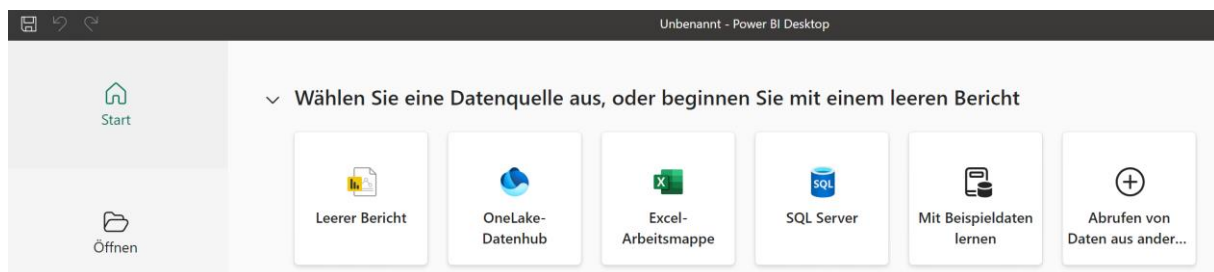 Unbenannt - Power BI Desktop
Start
Wählen Sie eine Datenquelle aus, oder beginnen Sie mit einem leeren Bericht
Leerer Bericht
OneLake-
Datenhub
Excel-
Arbeitsmappe
SQL
SQL Server
Mit Beispieldaten
lernen
Abrufen von
Daten aus ander...
Öffnen